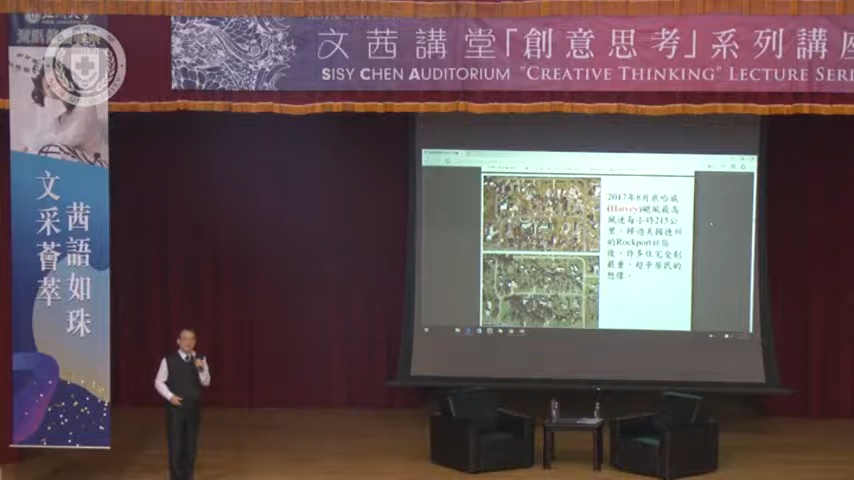 文茜講堂「創意思考」系列講座
SISY CHEN AUDITORIUM "CREATIVE THINKING" LECTURE SERI
茜語如珠
文采薈萃
2017年8月底哈威
(Harvey)颶風最高
風速每小時215公
里,掃過美國德州
的Rockport社區
後,許多住宅受創
嚴重,超乎居民的
想像。